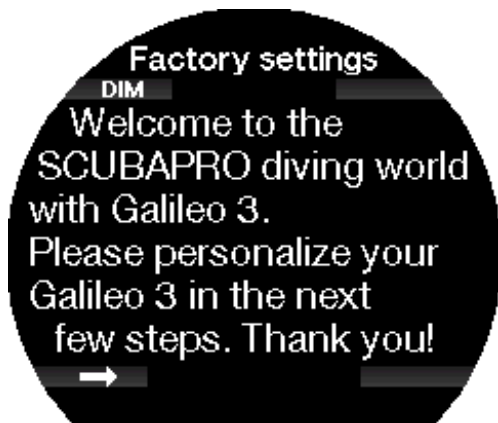 Factory settings
DIM
Welcome to the
SCUBAPRO diving world
with Galileo 3.
Please personalize your
Galileo 3 in the next
few steps. Thank you!